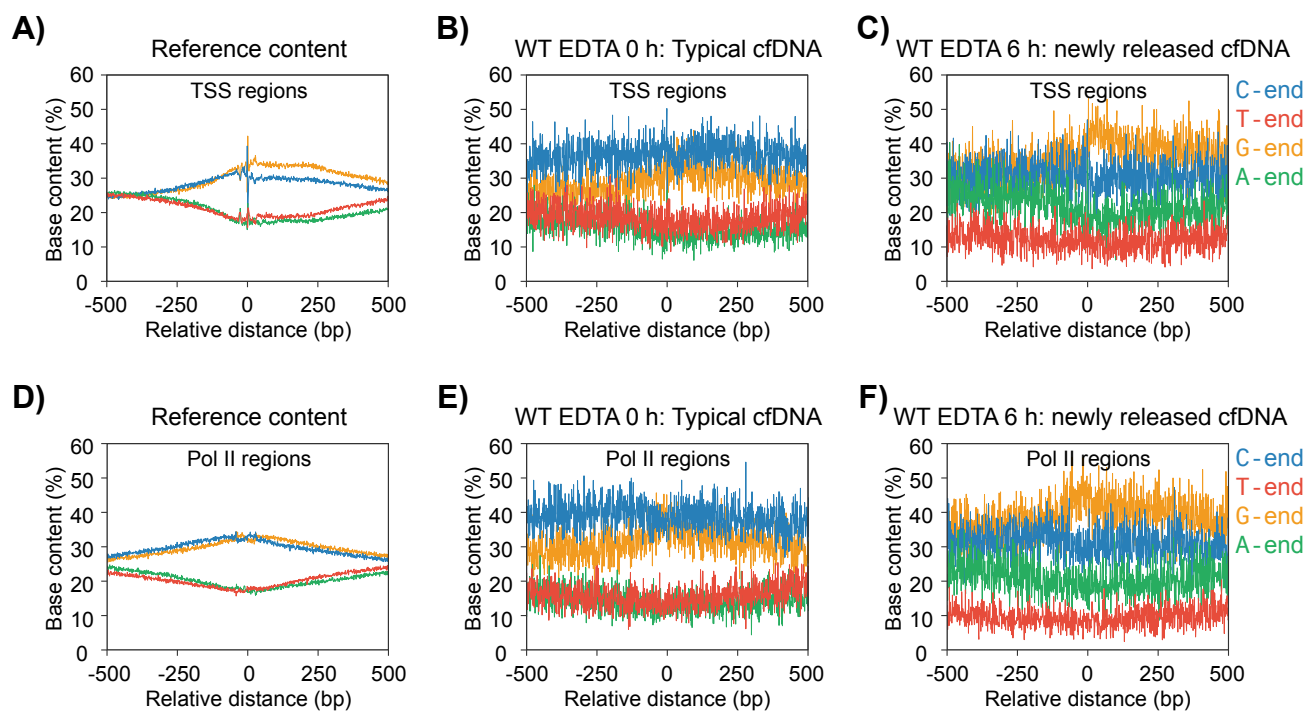 A)
Reference content
TSS regions
Base content (%)
60
50
40
30
20
10
0
-500
-250
0
250
500
Relative distance (bp)
B)
WT EDTA 0 h: Typical cfDNA
TSS regions
Base content (%)
60
50
40
30
20
10
0
-500
-250
0
250
500
Relative distance (bp)
C)
WT EDTA 6 h: newly released cfDNA
TSS regions
Base content (%)
60
50
40
30
20
10
0
-500
-250
0
250
500
Relative distance (bp)
C-end
T-end
G-end
A-end
D)
Reference content
Pol II regions
Base content (%)
60
50
40
30
20
10
0
-500
-250
0
250
500
Relative distance (bp)
E)
WT EDTA 0 h: Typical cfDNA
Pol II regions
Base content (%)
60
50
40
30
20
10
0
-500
-250
0
250
500
Relative distance (bp)
F)
WT EDTA 6 h: newly released cfDNA
Pol II regions
Base content (%)
60
50
40
30
20
10
0
-500
-250
0
250
500
Relative distance (bp)
C-end
T-end
G-end
A-end